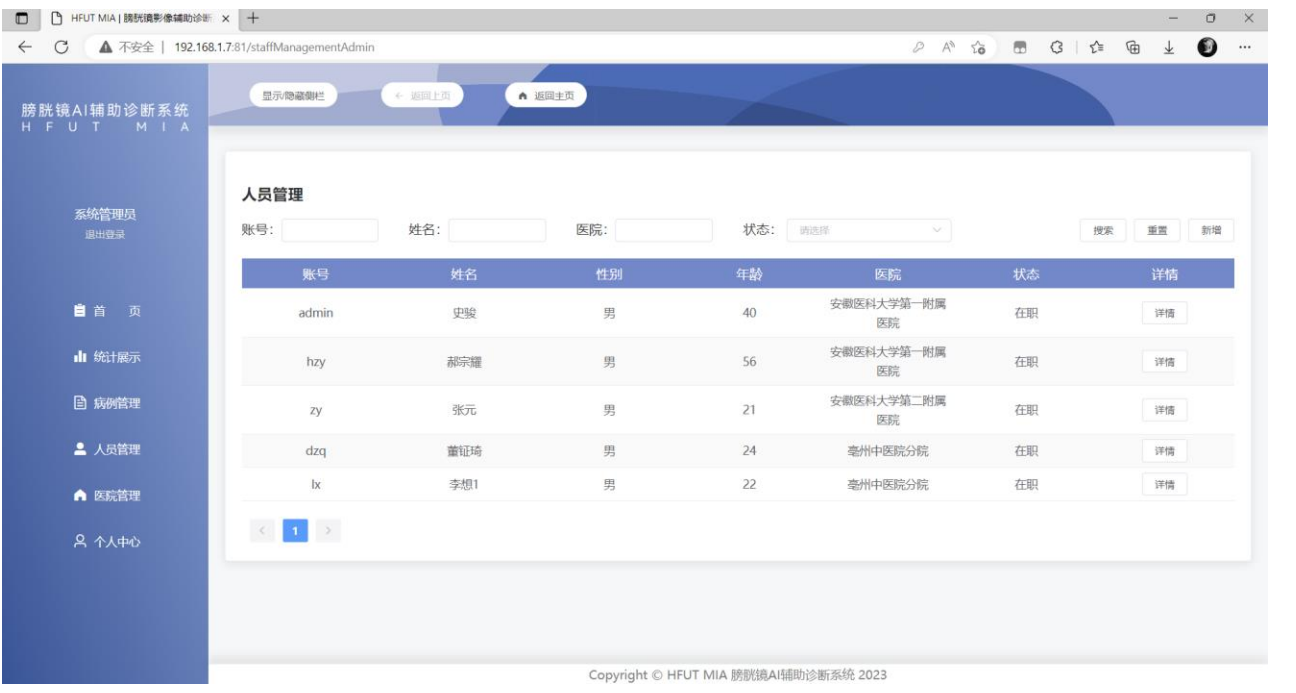 HFUT MIA | 膀胱镜影像辅助诊断
不安全 | 192.168.1.7:81/staffManagementAdmin
膀胱镜AI辅助诊断系统
HFUT MIA
显示/隐藏侧栏
返回上页
返回主页
系统管理员
退出登录
首 页
统计展示
病例管理
人员管理
医院管理
个人中心
人员管理
账号: 姓名: 医院: 状态: 请选择 搜索 重置 新增
账号 姓名 性别 年龄 医院 状态 详情
admin 史骏 男 40 安徽医科大学第一附属医院 在职 详情
hzy 郝宗耀 男 56 安徽医科大学第一附属医院 在职 详情
zy 张元 男 21 安徽医科大学第二附属医院 在职 详情
dzq 董钲琦 男 24 亳州中医院分院 在职 详情
lx 李想1 男 22 亳州中医院分院 在职 详情
1
Copyright © HFUT MIA 膀胱镜AI辅助诊断系统 2023